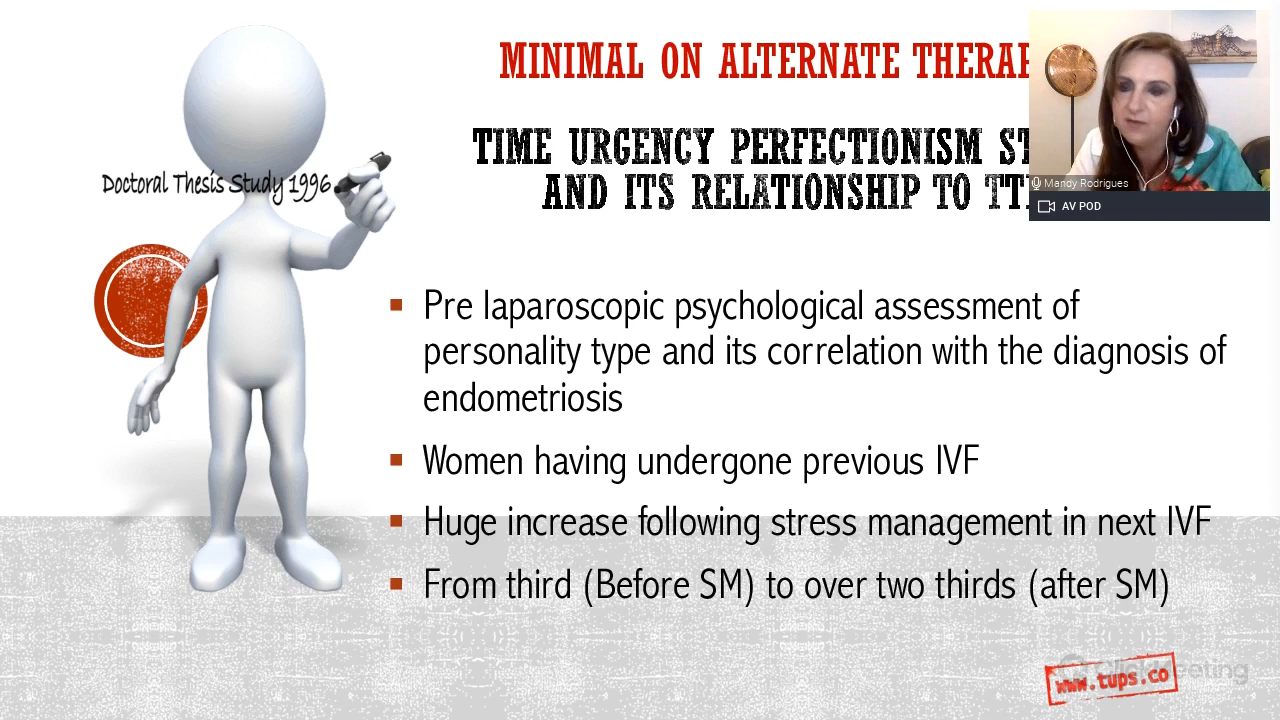 MINIMAL ON ALTERNATE THERAP
TIME URGENCY PERFECTIONISM ST
AND ITS RELATIONSHIP TO TT
Doctoral Thesis Study 1996
Mandy Rodrigues
AV POD
▪ Pre laparoscopic psychological assessment of
personality type and its correlation with the diagnosis of
endometriosis
▪ Women having undergone previous IVF
▪ Huge increase following stress management in next IVF
▪ From third (Before SM) to over two thirds (after SM)
ClickMeeting
www.tups.co